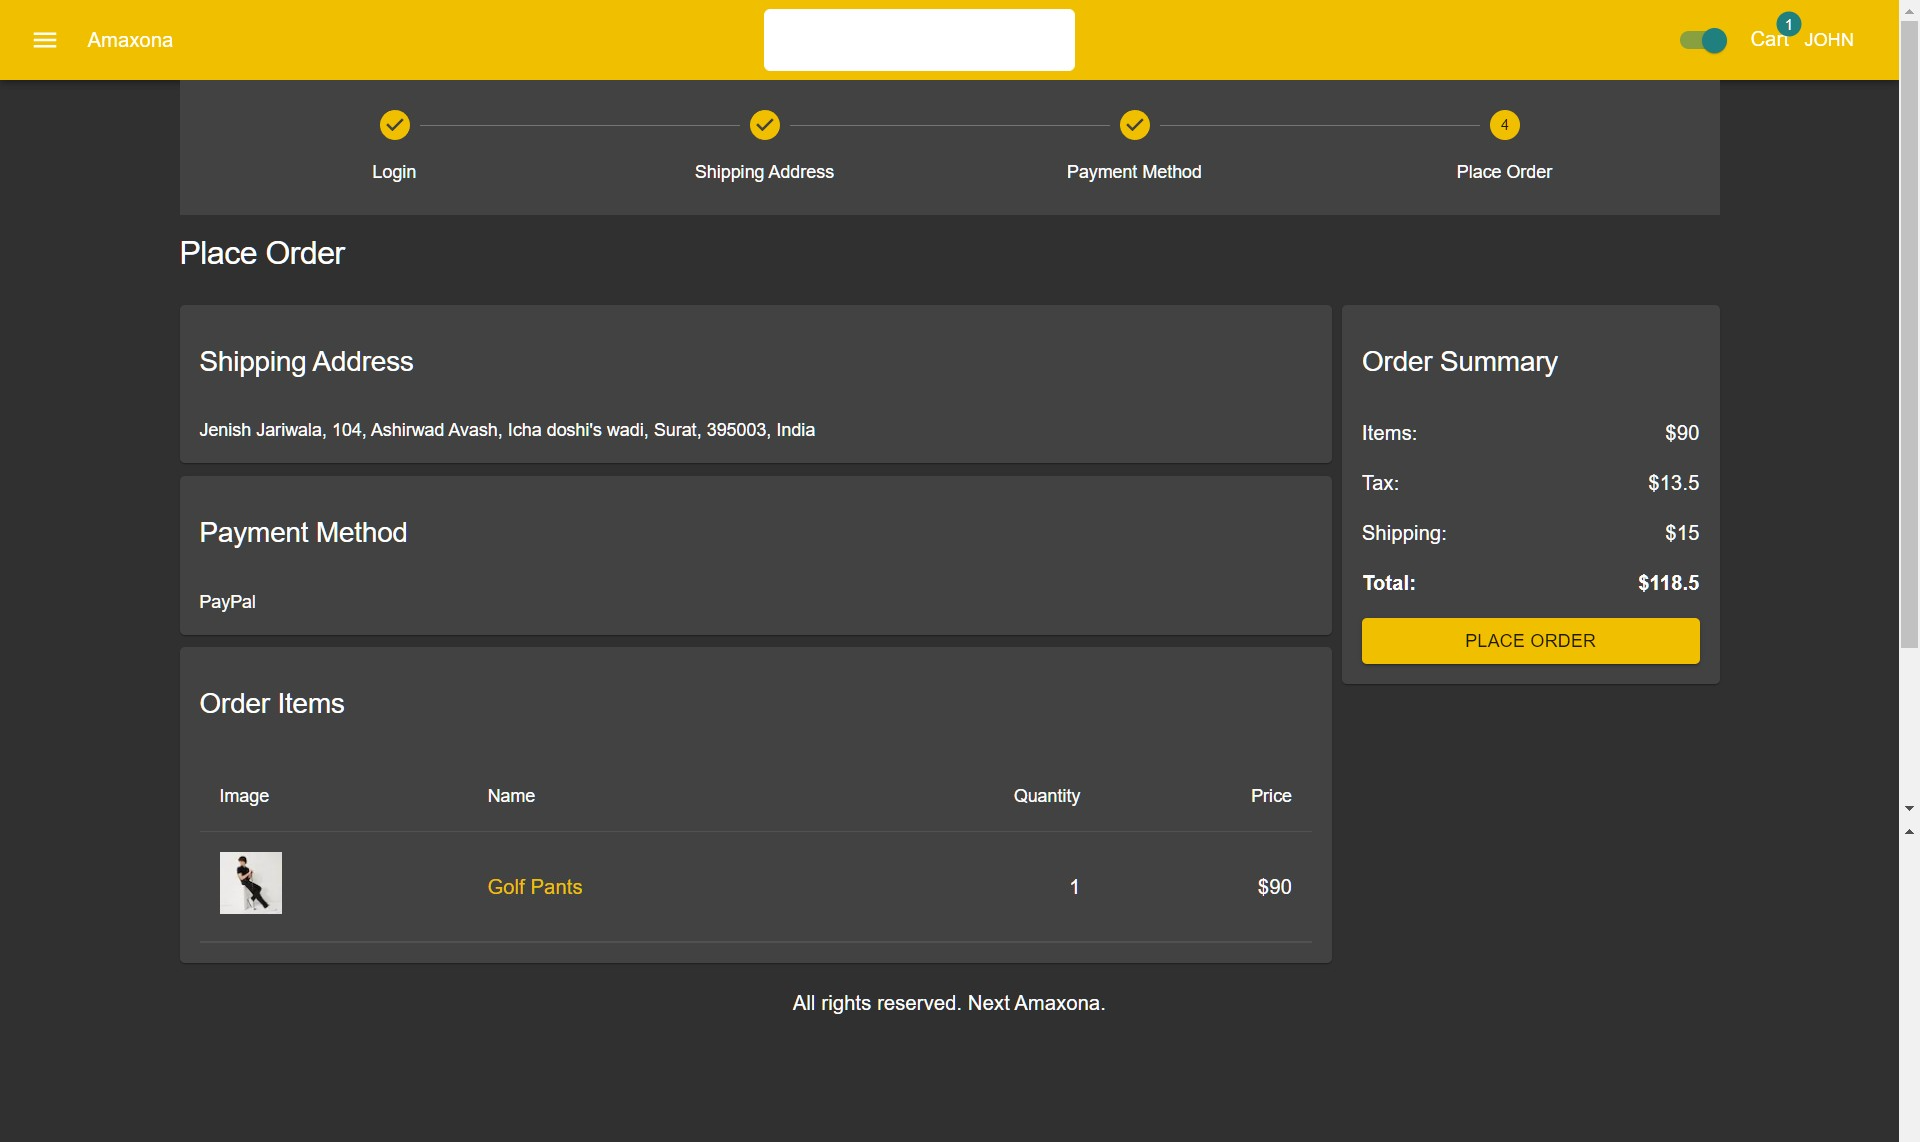 Amaxona
Cart 1 JOHN
4
Login
Shipping Address
Payment Method
Place Order
Place Order
Shipping Address
Jenish Jariwala, 104, Ashirwad Avash, Icha doshi's wadi, Surat, 395003, India
Payment Method
PayPal
Order Items
Image Name Quantity Price
Golf Pants 1 $90
Order Summary
Items: $90
Tax: $13.5
Shipping: $15
Total: $118.5
PLACE ORDER
All rights reserved. Next Amaxona.